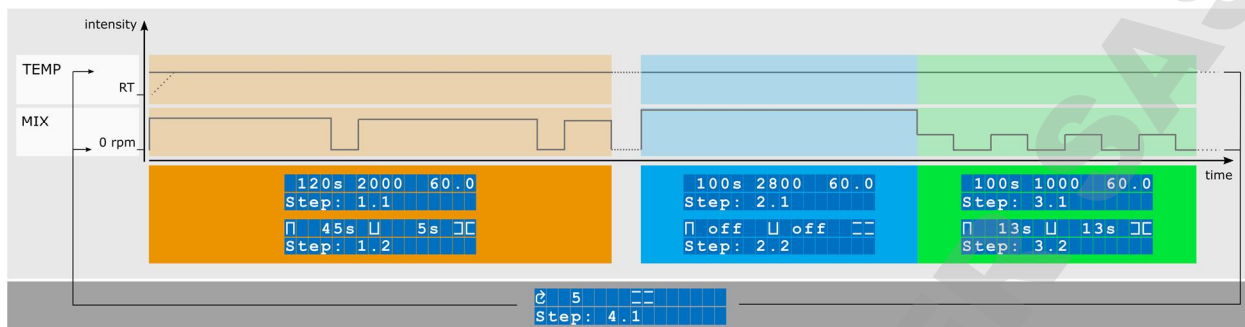 intensity
TEMP
RT
MIX
0 rpm
time
120s 2000 60.0
Step: 1.1
⊓ 45s ⊔ 5s ⊐⊏
Step: 1.2
100s 2800 60.0
Step: 2.1
⊓ off ⊔ off
Step: 2.2
100s 1000 60.0
Step: 3.1
⊓ 13s ⊔ 13s ⊐⊏
Step: 3.2
5
Step: 4.1